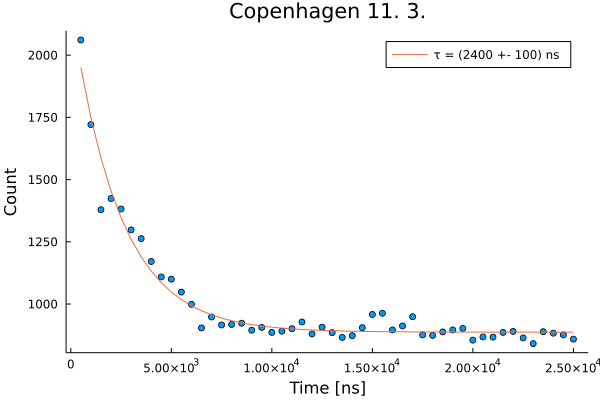 Copenhagen 11. 3.
τ = (2400 +- 100) ns
Count
2000
1750
1500
1250
1000
0
5.00×10³
1.00×10⁴
1.50×10⁴
2.00×10⁴
2.50×10⁴
Time [ns]